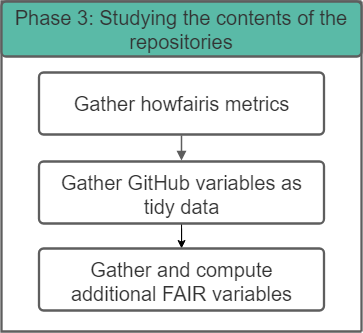 Phase 3: Studying the contents of the
repositories
Gather howfairis metrics
Gather GitHub variables as
tidy data
Gather and compute
additional FAIR variables